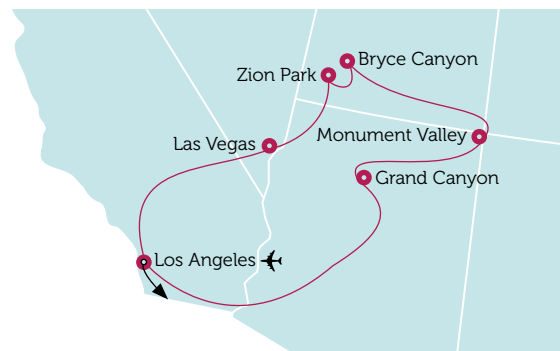 Bryce Canyon
Zion Park
Monument Valley
Las Vegas
Grand Canyon
Los Angeles